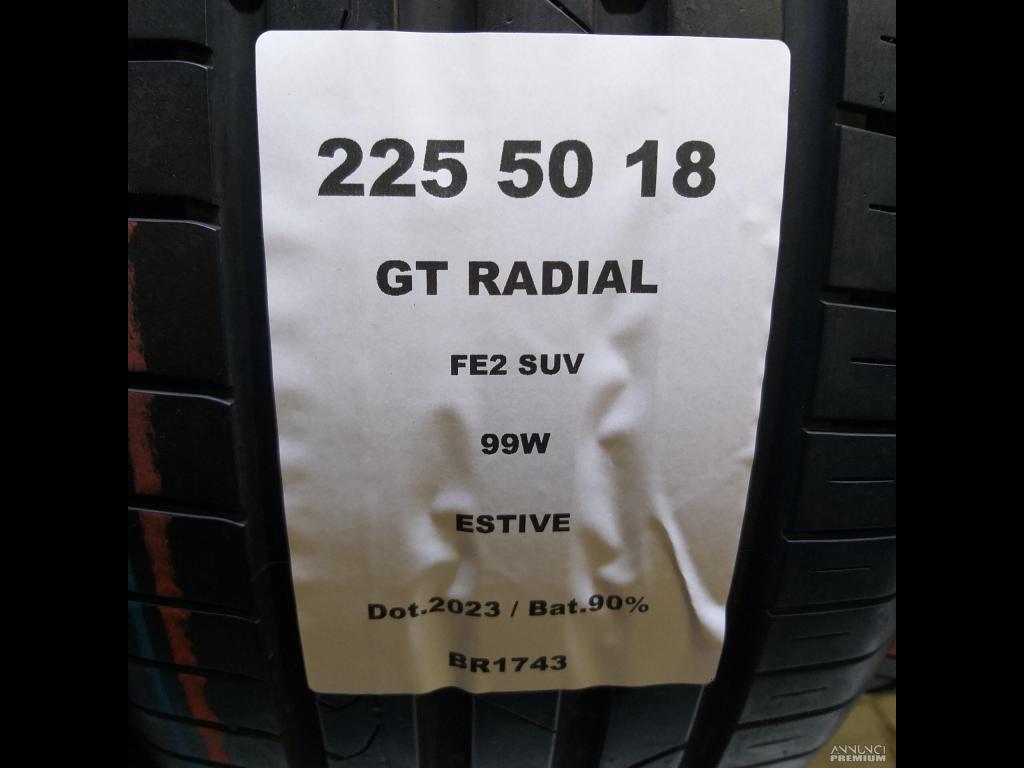 225 50 18
GT RADIAL
FE2 SUV
99W
ESTIVE
Dot.2023 / Bat.90%
BR1743
ANNUNCI
PREMIUM